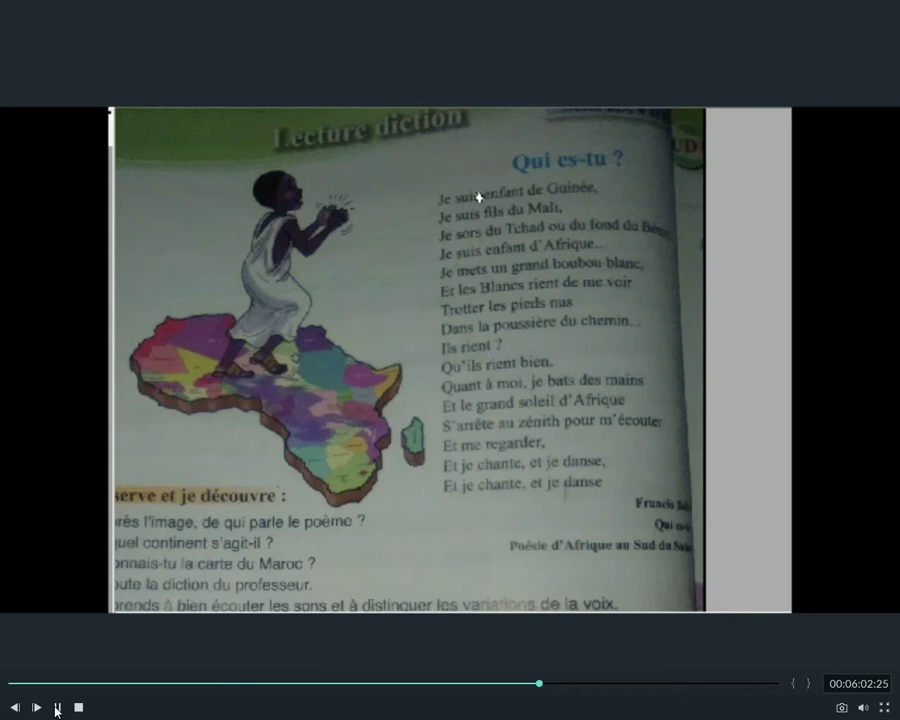 Lecture diction
UD
Qui es-tu ?
Je suis enfant de Guinée,
Je suis fils du Mali,
Je sors du Tchad ou du fond du
Je suis enfant d'Afrique...
Je mets un grand boubou blanc,
Et les Blancs rient de me voir
Trotter les pieds nus
Dans la poussière du chemin...
Ils rient ?
Qu'ils rient bien.
Quant à moi, je bats des mains
Et le grand soleil d'Afrique
S'arrête au zénith pour m'écouter
Et me regarder,
Et je chante, et je danse,
Et je chante, et je danse
Francis
Qui
Poésie d'Afrique au Sud du
serve et je découvre :
rès l'image, de qui parle le poème ?
uel continent s'agit-il ?
onnais-tu la carte du Maroc ?
oute la diction du professeur.
prends à bien écouter les sons et à distinguer les variations de la voix.
00:06:02:25